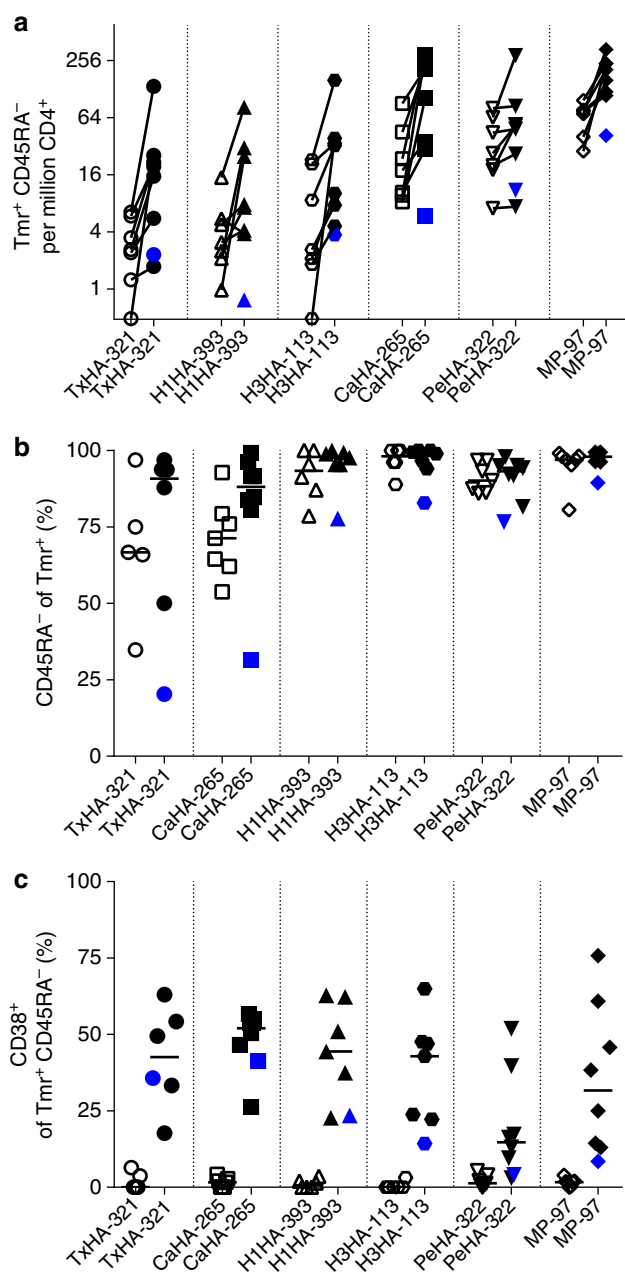 a
Tmr⁺ CD45RA⁻
per million CD4⁺
256
64
16
4
1
TxHA-321
TxHA-321
H1HA-393
H1HA-393
H3HA-113
H3HA-113
CaHA-265
CaHA-265
PeHA-322
PeHA-322
MP-97
MP-97
b
CD45RA⁻ of Tmr⁺ (%)
100
75
50
25
0
TxHA-321
TxHA-321
CaHA-265
CaHA-265
H1HA-393
H1HA-393
H3HA-113
H3HA-113
PeHA-322
PeHA-322
MP-97
MP-97
c
CD38⁺
of Tmr⁺ CD45RA⁻ (%)
100
75
50
25
0
TxHA-321
TxHA-321
CaHA-265
CaHA-265
H1HA-393
H1HA-393
H3HA-113
H3HA-113
PeHA-322
PeHA-322
MP-97
MP-97